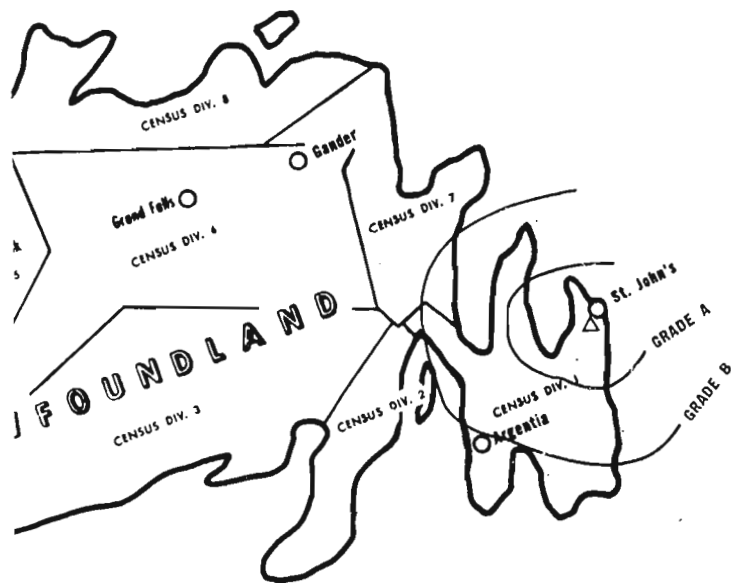 CENSUS DIV. 8
Gander
Grand Falls
CENSUS DIV. 7
CENSUS DIV. 6
St. John's
FOUNDLAND
GRADE A
GRADE B
CENSUS DIV. 1
CENSUS DIV. 2
CENSUS DIV. 3
Argentia